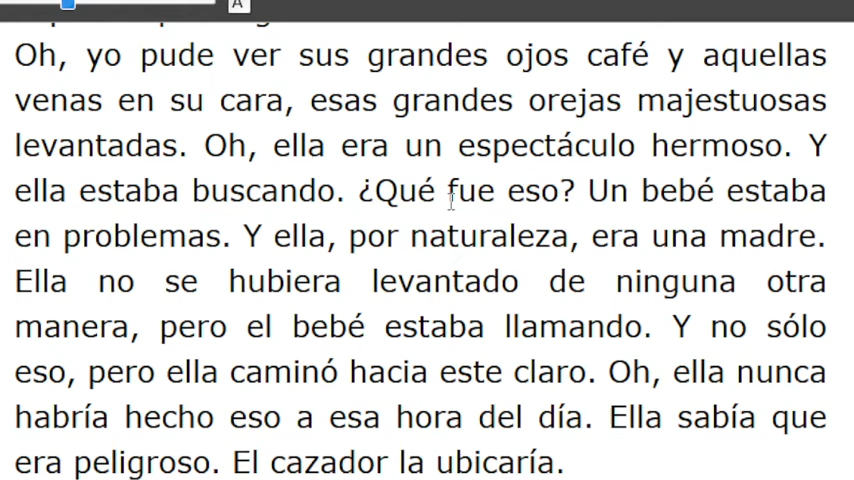 A
Oh, yo pude ver sus grandes ojos café y aquellas
venas en su cara, esas grandes orejas majestuosas
levantadas. Oh, ella era un espectáculo hermoso. Y
ella estaba buscando. ¿Qué fue eso? Un bebé estaba
en problemas. Y ella, por naturaleza, era una madre.
Ella no se hubiera levantado de ninguna otra
manera, pero el bebé estaba llamando. Y no sólo
eso, pero ella caminó hacia este claro. Oh, ella nunca
habría hecho eso a esa hora del día. Ella sabía que
era peligroso. El cazador la ubicaría.